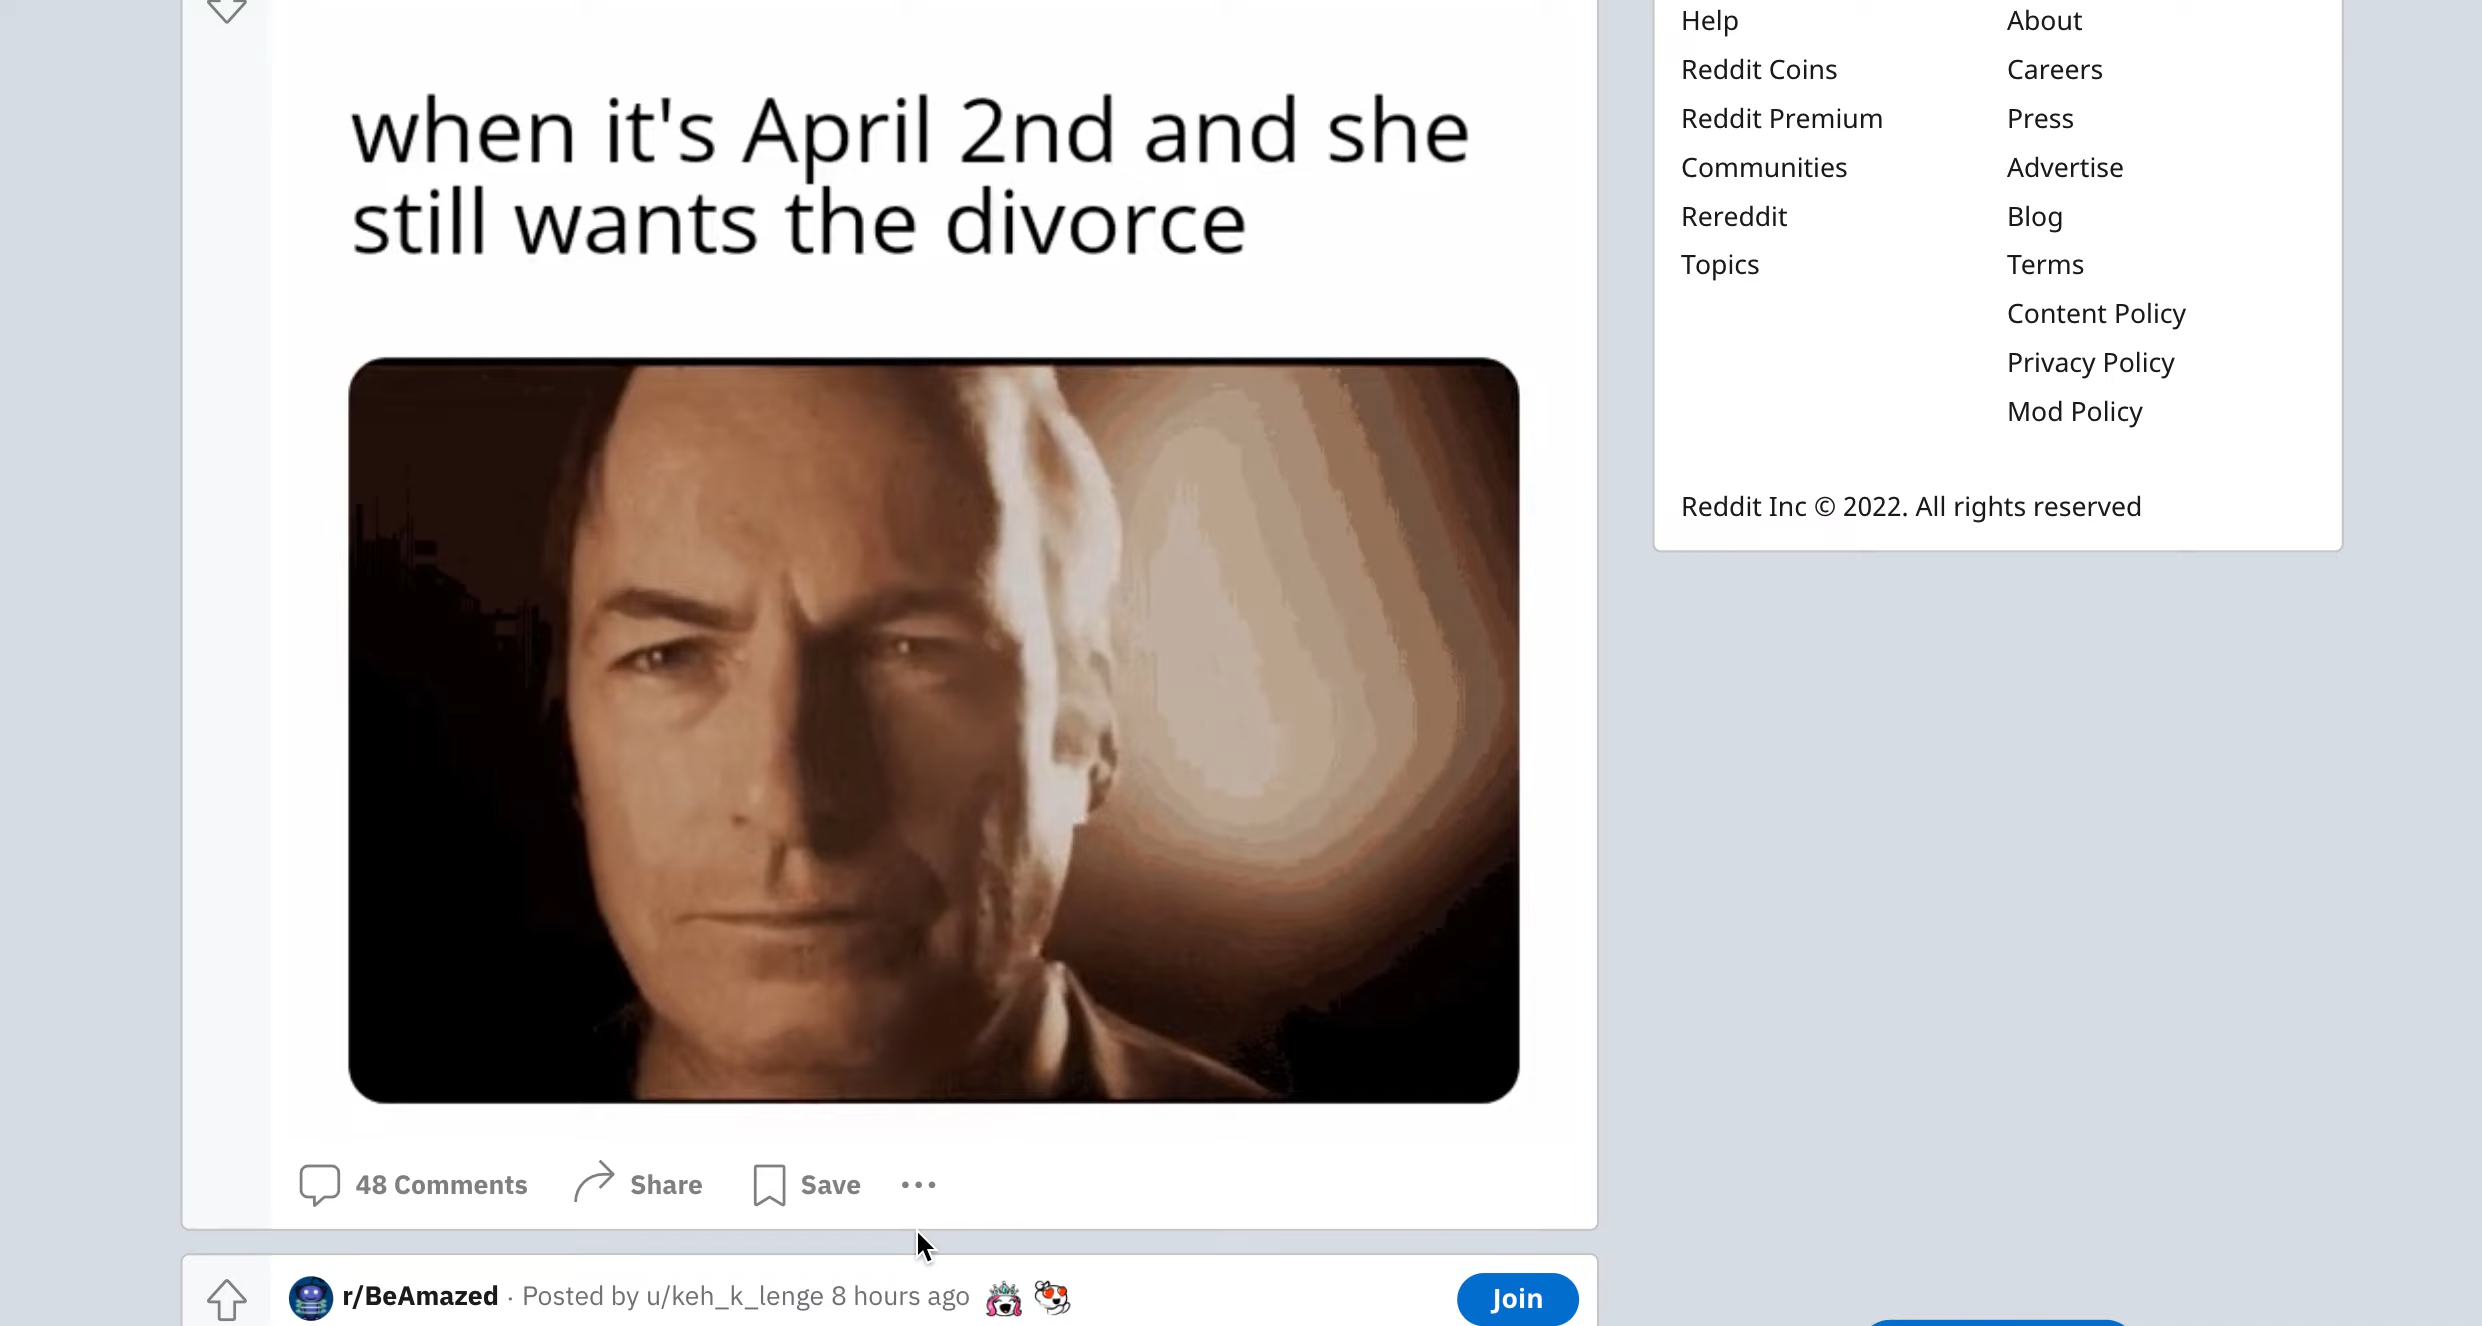 when it's April 2nd and she
still wants the divorce
48 Comments
Share
Save
r/BeAmazed · Posted by u/keh_k_lenge 8 hours ago
Join
Help
Reddit Coins
Reddit Premium
Communities
Rereddit
Topics
About
Careers
Press
Advertise
Blog
Terms
Content Policy
Privacy Policy
Mod Policy
Reddit Inc © 2022. All rights reserved